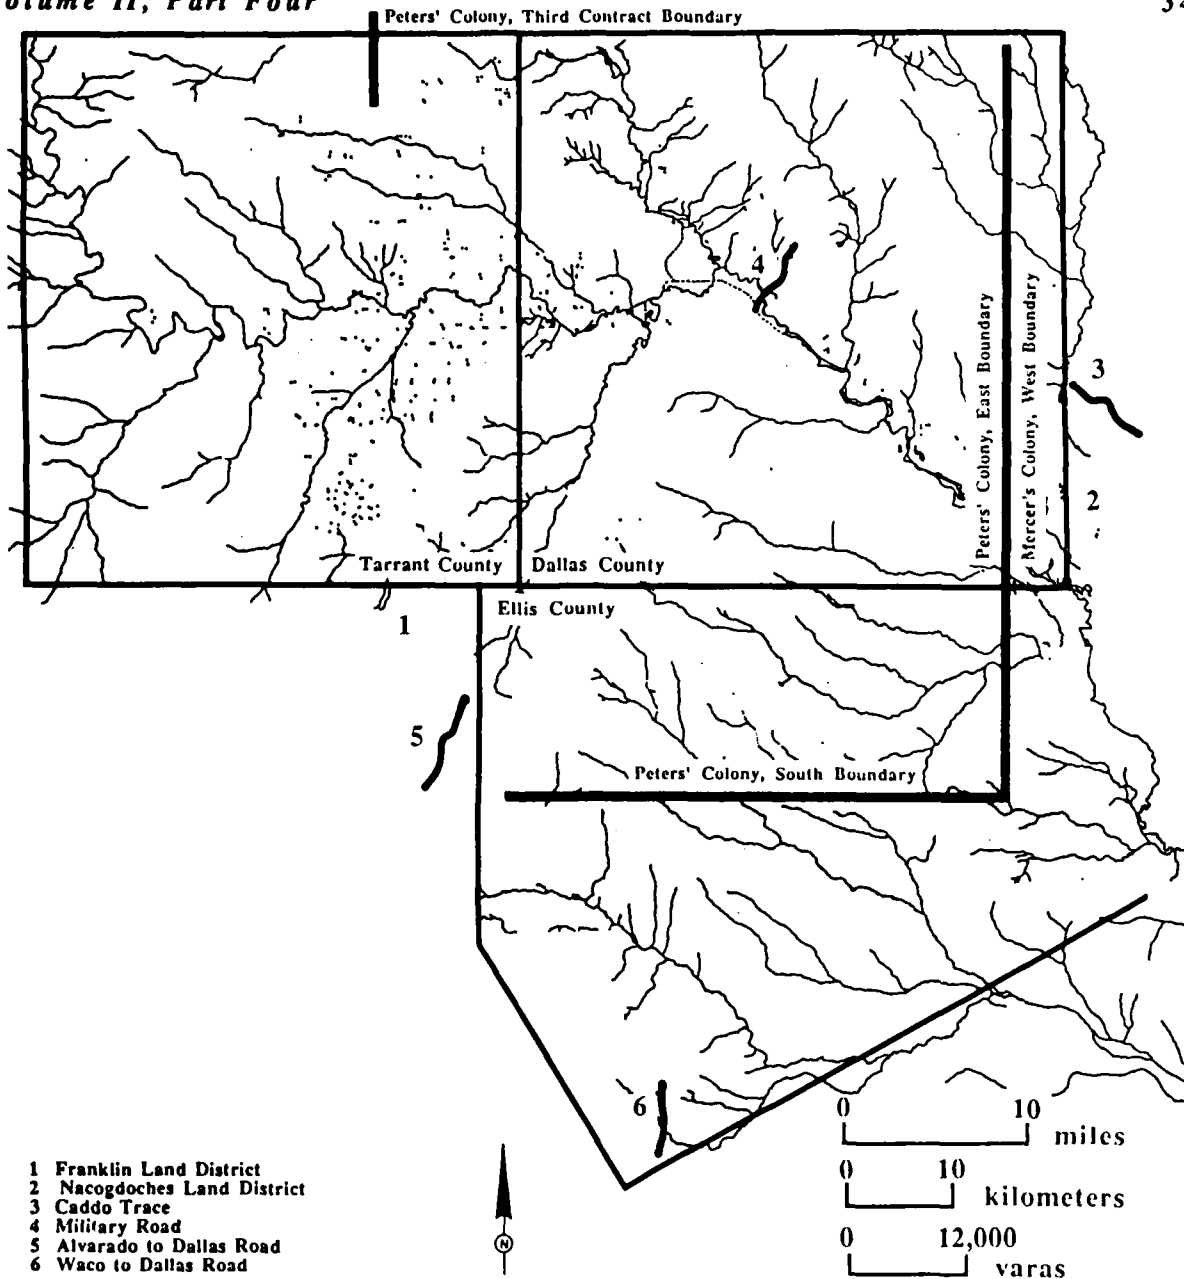 Volume II, Part Four
Peters' Colony, Third Contract Boundary
4
Peters' Colony, East Boundary
Mercer's Colony, West Boundary
3
2
Tarrant County
Dallas County
Ellis County
1
5
Peters' Colony, South Boundary
6
0 10
miles
0 10
kilometers
0 12,000
varas
N
1 Franklin Land District
2 Nacogdoches Land District
3 Caddo Trace
4 Military Road
5 Alvarado to Dallas Road
6 Waco to Dallas Road